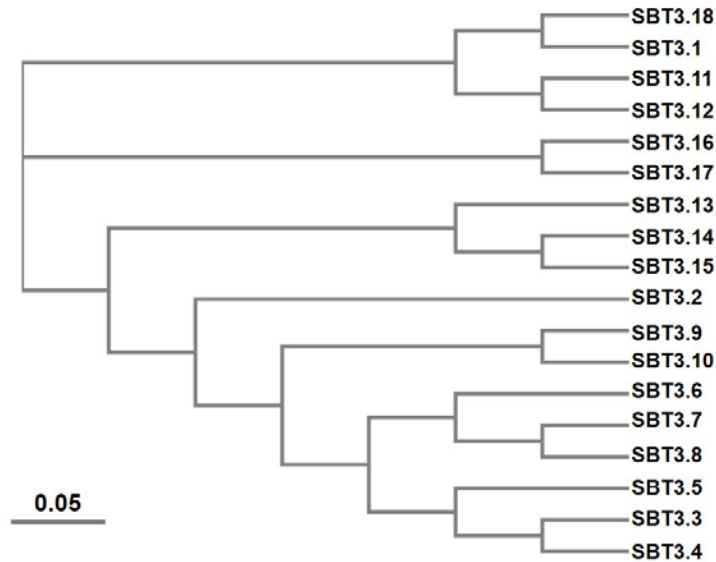 SBT3.18
SBT3.1
SBT3.11
SBT3.12
SBT3.16
SBT3.17
SBT3.13
SBT3.14
SBT3.15
SBT3.2
SBT3.9
SBT3.10
SBT3.6
SBT3.7
SBT3.8
SBT3.5
SBT3.3
SBT3.4
0.05